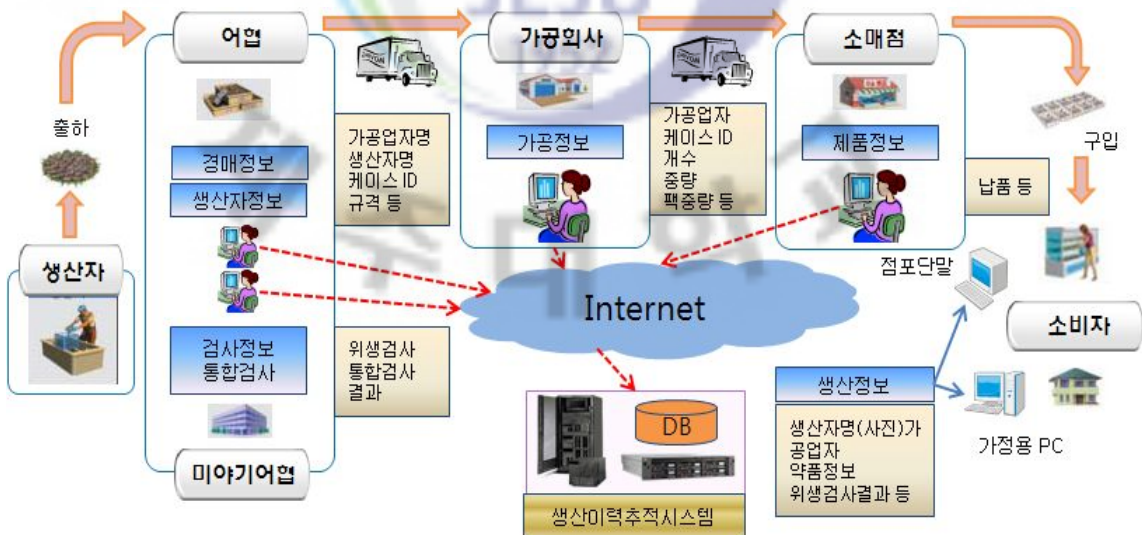 어협
가공회사
소매점
출하
경매정보
생산자정보
가공업자명
생산자명
케이스 ID
규격 등
가공정보
가공업자
케이스 ID
개수
중량
팩중량 등
제품정보
납품 등
구입
생산자
점포단말
Internet
소비자
검사정보
통합검사
위생검사
통합검사
결과
생산정보
생산자명(사진)가
공업자
약품정보
위생검사결과 등
가정용 PC
DB
미야기어협
생산이력추적시스템
1952
제주대학교